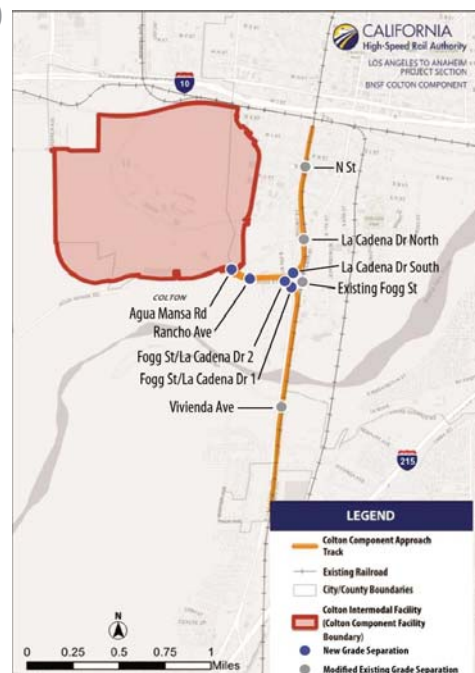 CALIFORNIA
High-Speed Rail Authority
LOS ANGELES TO ANAHEIM
PROJECT SECTION
BNSF COLTON COMPONENT
10
N St
La Cadena Dr North
La Cadena Dr South
COLTON
Existing Fogg St
Agua Mansa Rd
Rancho Ave
Fogg St/La Cadena Dr 2
Fogg St/La Cadena Dr 1
Vivienda Ave
215
LEGEND
Colton Component Approach
Track
Existing Railroad
City/County Boundaries
Colton Intermodal Facility
(Colton Component Facility
Boundary)
New Grade Separation
Modified Existing Grade Separation
N
0 0.25 0.5 1
Miles